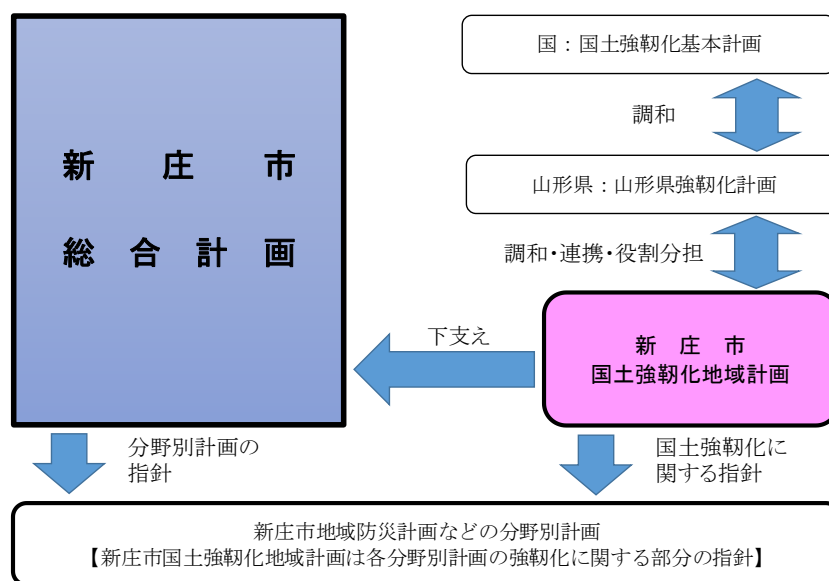 国：国土強靱化基本計画
調和
新庄市
総合計画
山形県：山形県強靱化計画
調和・連携・役割分担
下支え
新庄市
国土強靱化地域計画
分野別計画の
指針
国土強靱化に
関する指針
新庄市地域防災計画などの分野別計画
【新庄市国土強靱化地域計画は各分野別計画の強靱化に関する部分の指針】